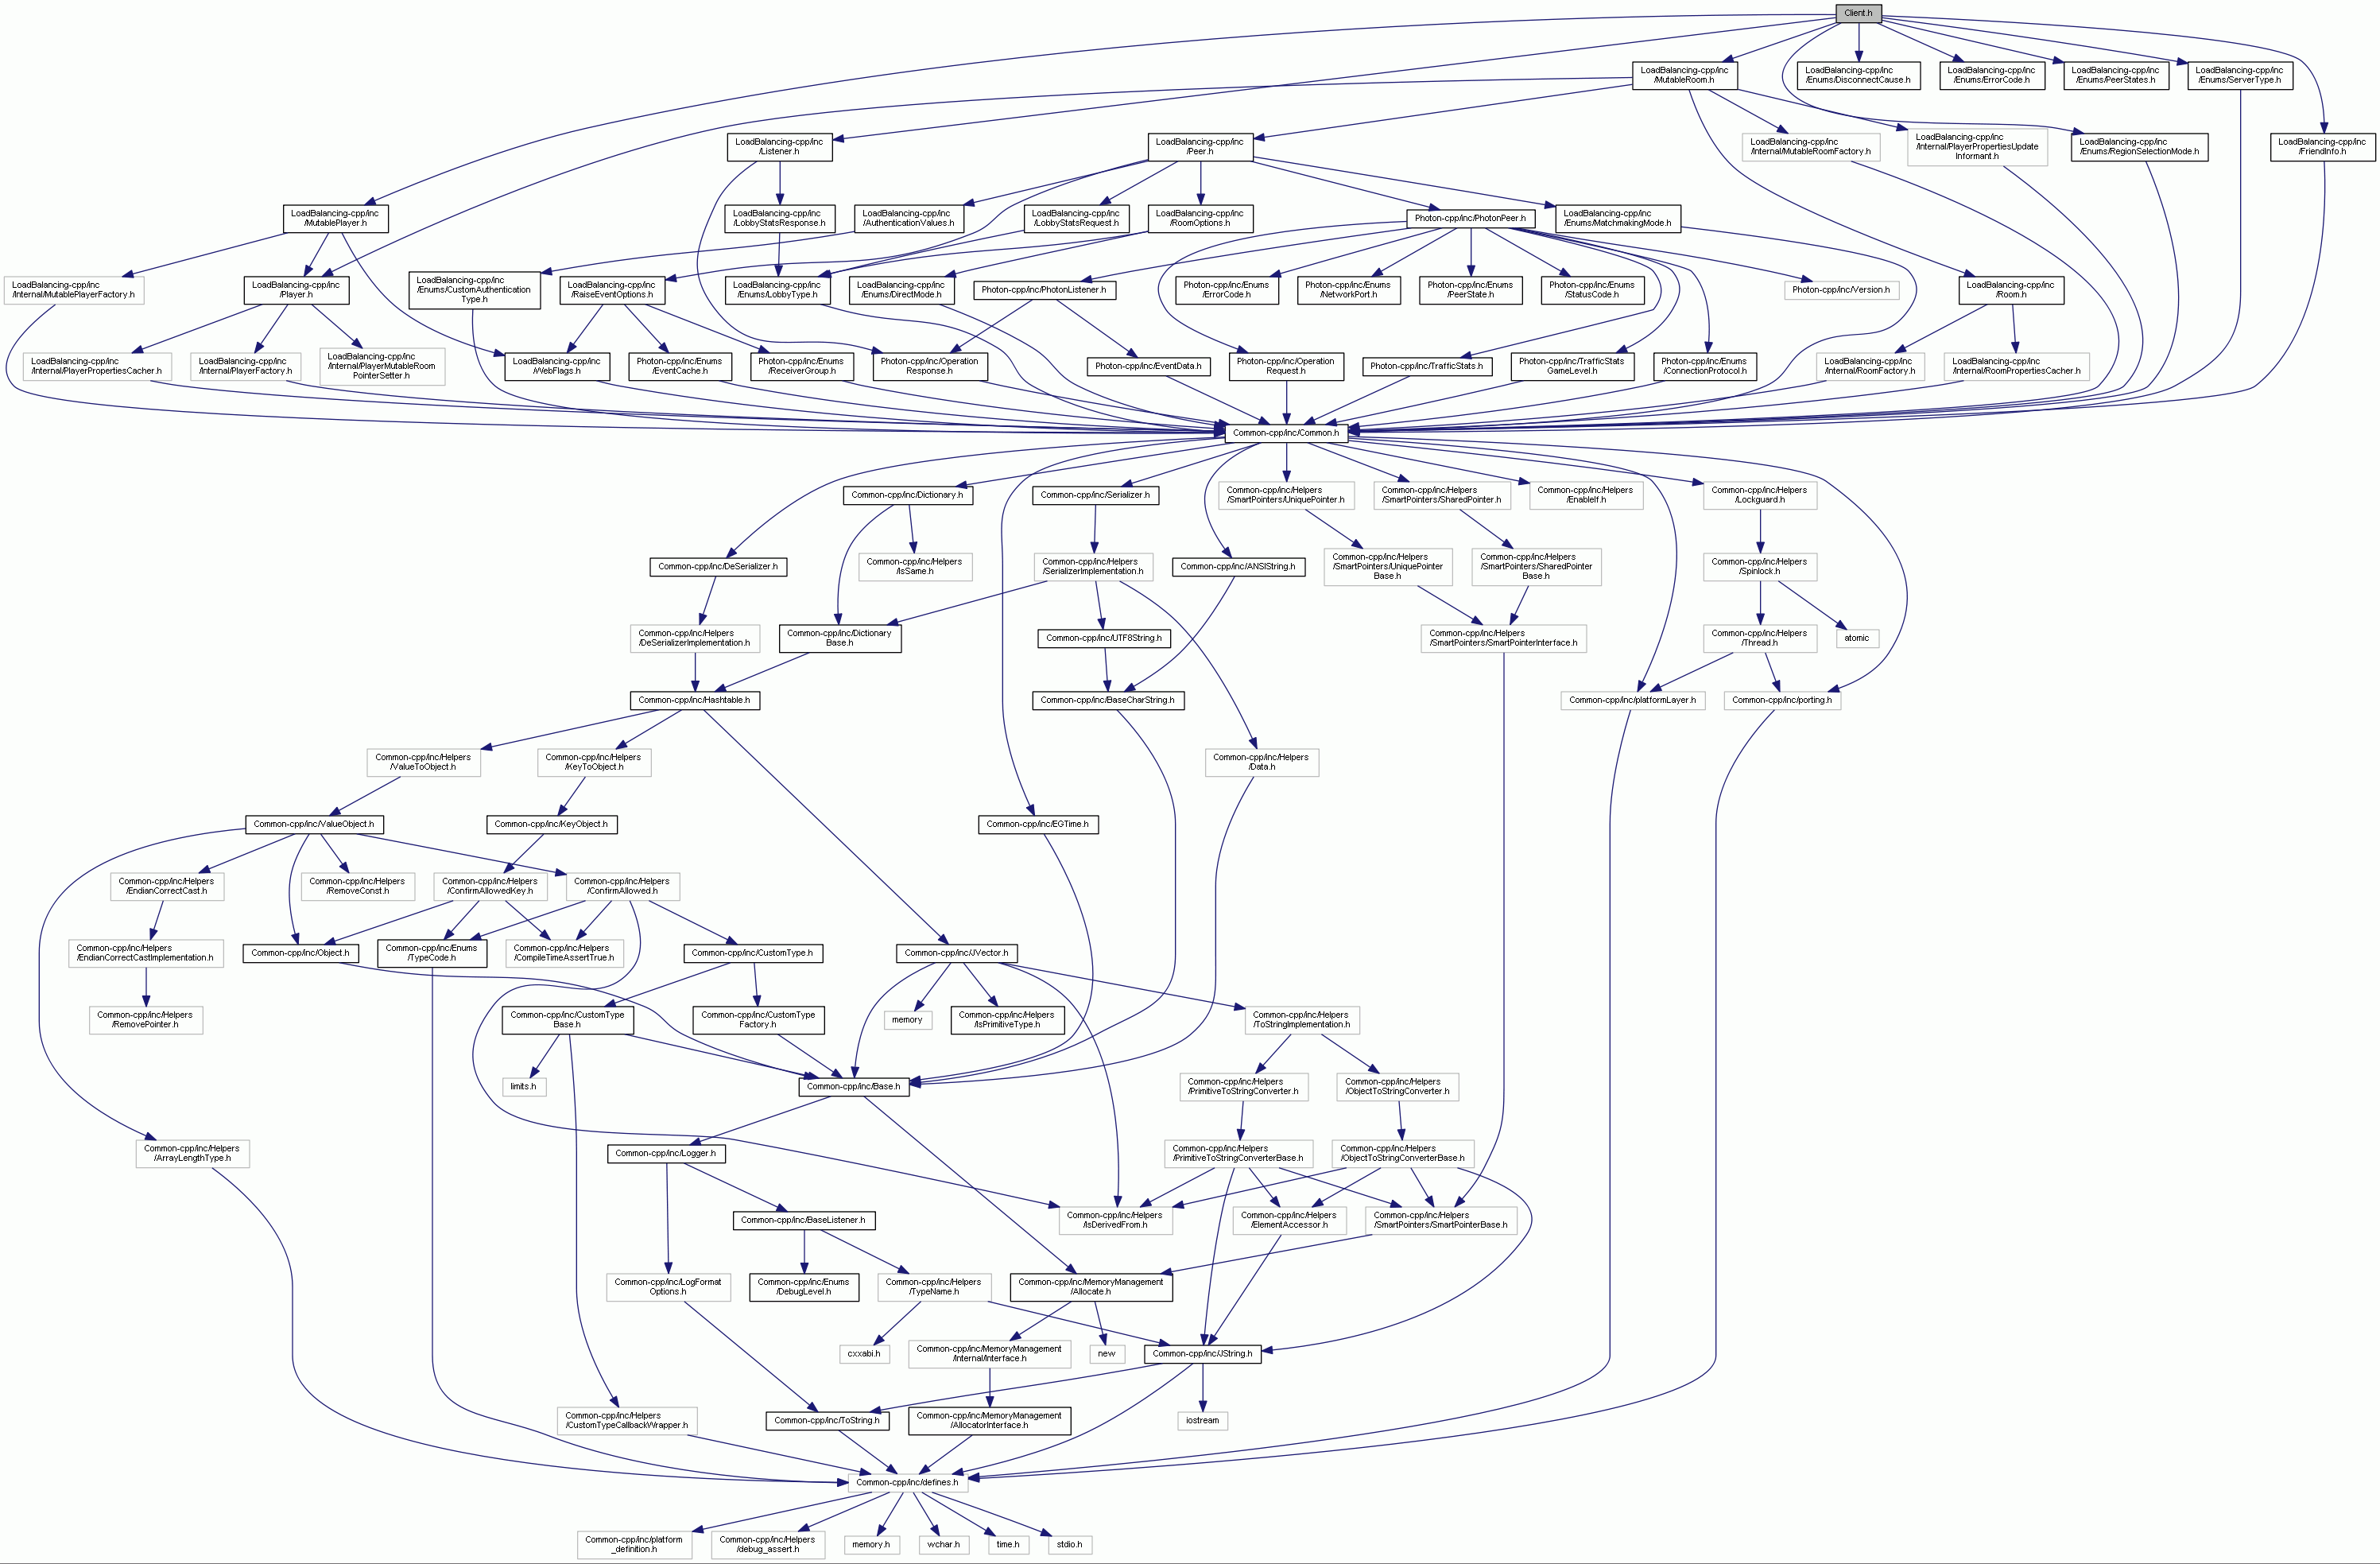 Client.h
LoadBalancing-cpp/inc
/MutableRoom.h
LoadBalancing-cpp/inc
/Enums/DisconnectCause.h
LoadBalancing-cpp/inc
/Enums/ErrorCode.h
LoadBalancing-cpp/inc
/Enums/PeerStates.h
LoadBalancing-cpp/inc
/Enums/ServerType.h
LoadBalancing-cpp/inc
/Listener.h
LoadBalancing-cpp/inc
/Peer.h
LoadBalancing-cpp/inc
/Internal/MutableRoomFactory.h
LoadBalancing-cpp/inc
/Internal/PlayerPropertiesUpdate
Informant.h
LoadBalancing-cpp/inc
/Enums/RegionSelectionMode.h
LoadBalancing-cpp/inc
/FriendInfo.h
LoadBalancing-cpp/inc
/MutablePlayer.h
LoadBalancing-cpp/inc
/LobbyStatsResponse.h
LoadBalancing-cpp/inc
/AuthenticationValues.h
LoadBalancing-cpp/inc
/LobbyStatsRequest.h
LoadBalancing-cpp/inc
/RoomOptions.h
Photon-cpp/inc/PhotonPeer.h
LoadBalancing-cpp/inc
/Enums/MatchmakingMode.h
LoadBalancing-cpp/inc
/Internal/MutablePlayerFactory.h
LoadBalancing-cpp/inc
/Player.h
LoadBalancing-cpp/inc
/Enums/CustomAuthentication
Type.h
LoadBalancing-cpp/inc
/RaiseEventOptions.h
LoadBalancing-cpp/inc
/Enums/LobbyType.h
LoadBalancing-cpp/inc
/Enums/DirectMode.h
Photon-cpp/inc/PhotonListener.h
Photon-cpp/inc/Enums
/ErrorCode.h
Photon-cpp/inc/Enums
/NetworkPort.h
Photon-cpp/inc/Enums
/PeerState.h
Photon-cpp/inc/Enums
/StatusCode.h
Photon-cpp/inc/Version.h
LoadBalancing-cpp/inc
/Room.h
LoadBalancing-cpp/inc
/Internal/PlayerPropertiesCacher.h
LoadBalancing-cpp/inc
/Internal/PlayerFactory.h
LoadBalancing-cpp/inc
/Internal/PlayerMutableRoom
PointerSetter.h
LoadBalancing-cpp/inc
/WebFlags.h
Photon-cpp/inc/Enums
/EventCache.h
Photon-cpp/inc/Enums
/ReceiverGroup.h
Photon-cpp/inc/Operation
Response.h
Photon-cpp/inc/EventData.h
Photon-cpp/inc/Operation
Request.h
Photon-cpp/inc/TrafficStats.h
Photon-cpp/inc/TrafficStats
GameLevel.h
Photon-cpp/inc/Enums
/ConnectionProtocol.h
LoadBalancing-cpp/inc
/Internal/RoomFactory.h
LoadBalancing-cpp/inc
/Internal/RoomPropertiesCacher.h
Common-cpp/inc/Common.h
Common-cpp/inc/Dictionary.h
Common-cpp/inc/Serializer.h
Common-cpp/inc/Helpers
/SmartPointers/UniquePointer.h
Common-cpp/inc/Helpers
/SmartPointers/SharedPointer.h
Common-cpp/inc/Helpers
/EnableIf.h
Common-cpp/inc/Helpers
/Lockguard.h
Common-cpp/inc/DeSerializer.h
Common-cpp/inc/Helpers
/IsSame.h
Common-cpp/inc/Helpers
/SerializerImplementation.h
Common-cpp/inc/ANSIString.h
Common-cpp/inc/Helpers
/SmartPointers/UniquePointer
Base.h
Common-cpp/inc/Helpers
/SmartPointers/SharedPointer
Base.h
Common-cpp/inc/Helpers
/Spinlock.h
Common-cpp/inc/Helpers
/DeSerializerImplementation.h
Common-cpp/inc/Dictionary
Base.h
Common-cpp/inc/UTF8String.h
Common-cpp/inc/Helpers
/SmartPointers/SmartPointerInterface.h
Common-cpp/inc/Helpers
/Thread.h
atomic
Common-cpp/inc/Hashtable.h
Common-cpp/inc/BaseCharString.h
Common-cpp/inc/platformLayer.h
Common-cpp/inc/porting.h
Common-cpp/inc/Helpers
/ValueToObject.h
Common-cpp/inc/Helpers
/KeyToObject.h
Common-cpp/inc/Helpers
/Data.h
Common-cpp/inc/ValueObject.h
Common-cpp/inc/KeyObject.h
Common-cpp/inc/EGTime.h
Common-cpp/inc/Helpers
/EndianCorrectCast.h
Common-cpp/inc/Helpers
/RemoveConst.h
Common-cpp/inc/Helpers
/ConfirmAllowedKey.h
Common-cpp/inc/Helpers
/ConfirmAllowed.h
Common-cpp/inc/Helpers
/EndianCorrectCastImplementation.h
Common-cpp/inc/Object.h
Common-cpp/inc/Enums
/TypeCode.h
Common-cpp/inc/Helpers
/CompileTimeAssertTrue.h
Common-cpp/inc/CustomType.h
Common-cpp/inc/JVector.h
Common-cpp/inc/Helpers
/RemovePointer.h
Common-cpp/inc/CustomType
Base.h
Common-cpp/inc/CustomType
Factory.h
memory
Common-cpp/inc/Helpers
/IsPrimitiveType.h
Common-cpp/inc/Helpers
/ToStringImplementation.h
limits.h
Common-cpp/inc/Base.h
Common-cpp/inc/Helpers
/PrimitiveToStringConverter.h
Common-cpp/inc/Helpers
/ObjectToStringConverter.h
Common-cpp/inc/Helpers
/ArrayLengthType.h
Common-cpp/inc/Logger.h
Common-cpp/inc/Helpers
/PrimitiveToStringConverterBase.h
Common-cpp/inc/Helpers
/ObjectToStringConverterBase.h
Common-cpp/inc/BaseListener.h
Common-cpp/inc/Helpers
/IsDerivedFrom.h
Common-cpp/inc/Helpers
/ElementAccessor.h
Common-cpp/inc/Helpers
/SmartPointers/SmartPointerBase.h
Common-cpp/inc/LogFormat
Options.h
Common-cpp/inc/Enums
/DebugLevel.h
Common-cpp/inc/Helpers
/TypeName.h
Common-cpp/inc/MemoryManagement
/Allocate.h
cxxabi.h
Common-cpp/inc/MemoryManagement
/Internal/Interface.h
new
Common-cpp/inc/JString.h
Common-cpp/inc/Helpers
/CustomTypeCallbackWrapper.h
Common-cpp/inc/ToString.h
Common-cpp/inc/MemoryManagement
/AllocatorInterface.h
iostream
Common-cpp/inc/defines.h
Common-cpp/inc/platform
_definition.h
Common-cpp/inc/Helpers
/debug_assert.h
memory.h
wchar.h
time.h
stdio.h